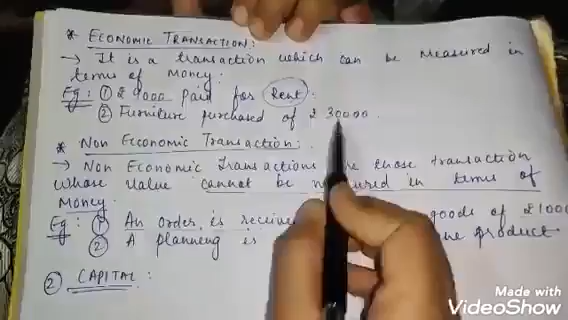 * ECONOMIC TRANSACTION:
→ It is a transaction which can be Measured in
terms of Money:
Eg: ① ₹ 9000 Paid for Rent.
② Furniture purchased of ₹ 30000.
* Non Economic Transaction:
→ Non Economic Transactions are those transaction
whose value cannot be measured in terms of
Money.
Eg: ① An order is goods of ₹1000
② A planning is product
② CAPITAL:
Made with
VideoShow